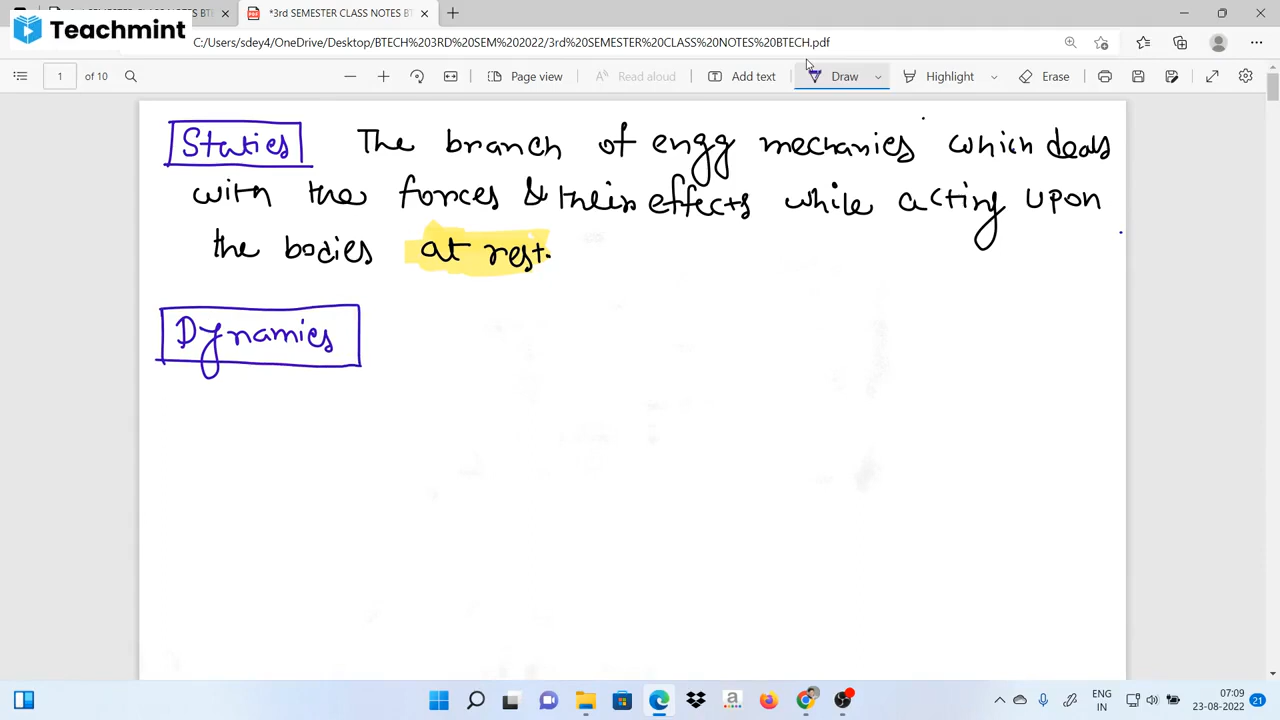 *3rd SEMESTER CLASS NOTES BT
Teachmint
C:/Users/sdey4/OneDrive/Desktop/BTECH%203RD%20SEM%202022/3rd%20SEMESTER%20CLASS%20NOTES%20BTECH.pdf
1 of 10 Page view Read aloud Add text Draw Highlight Erase
Statics The branch of engg mechanics which deals
with the forces & their effects while acting upon
the bodies at rest.
Dynamics
ENG 07:09
IN 23-08-2022 21